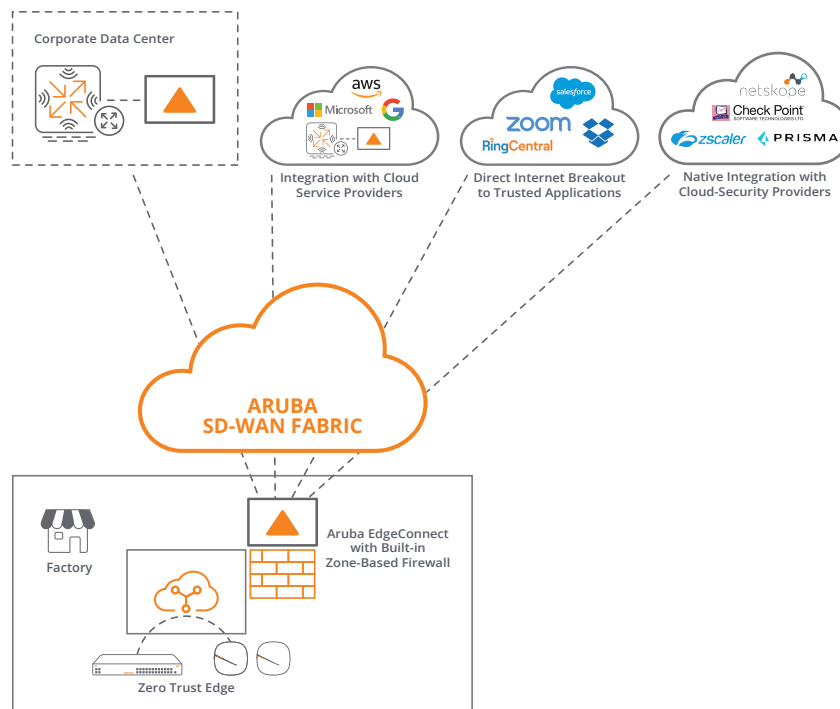 Corporate Data Center
aws
Microsoft
G
Integration with Cloud
Service Providers
salesforce
zoom
RingCentral
Direct Internet Breakout
to Trusted Applications
netskope
Check Point
SOFTWARE TECHNOLOGIES LTD
zscaler
PRISMA
Native Integration with
Cloud-Security Providers
ARUBA
SD-WAN FABRIC
Factory
Aruba EdgeConnect
with Built-in
Zone-Based Firewall
Zero Trust Edge